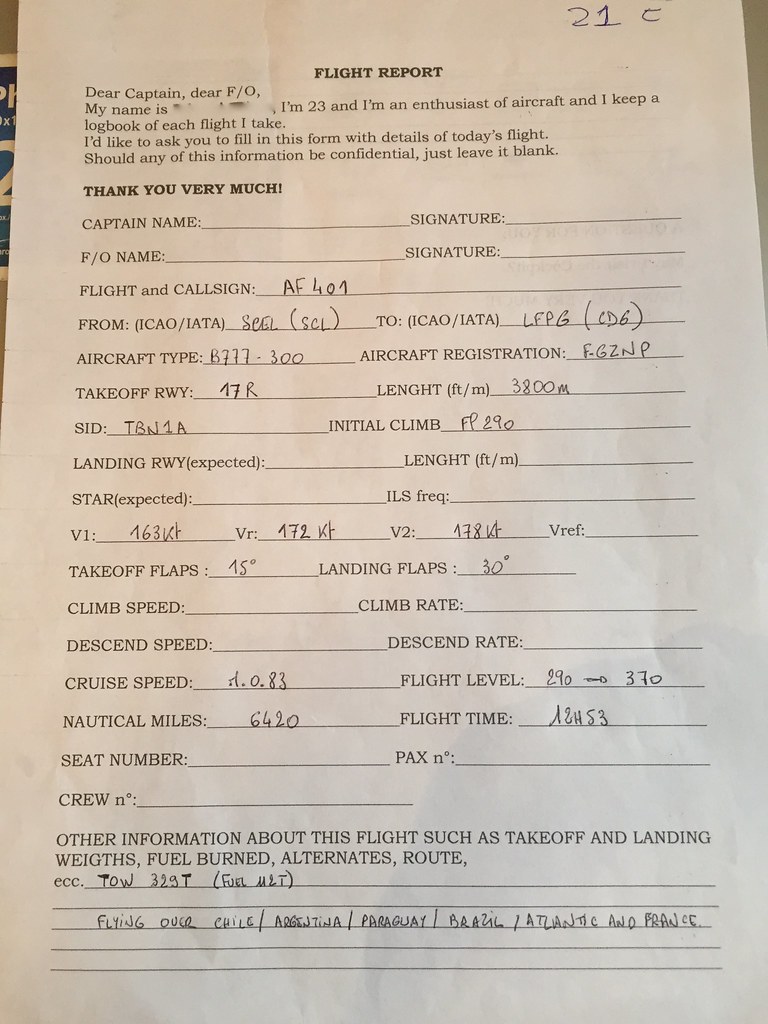 21 C
FLIGHT REPORT
Dear Captain, dear F/O,
My name is , I'm 23 and I'm an enthusiast of aircraft and I keep a
logbook of each flight I take.
I'd like to ask you to fill in this form with details of today's flight.
Should any of this information be confidential, just leave it blank.
THANK YOU VERY MUCH!
CAPTAIN NAME: SIGNATURE:
F/O NAME: SIGNATURE:
FLIGHT and CALLSIGN: AF 401
FROM: (ICAO/IATA) SCEL (SCL) TO: (ICAO/IATA) LFPG (CDG)
AIRCRAFT TYPE: B777-300 AIRCRAFT REGISTRATION: F-GZNP
TAKEOFF RWY: 17R LENGHT (ft/m) 3800m
SID: TBN1A INITIAL CLIMB 290
LANDING RWY(expected): LENGHT (ft/m)
STAR(expected): ILS freq:
V1: 163Kt Vr: 172 Kt V2: 178Kt Vref:
TAKEOFF FLAPS : 15° LANDING FLAPS : 30°
CLIMB SPEED: CLIMB RATE:
DESCEND SPEED: DESCEND RATE:
CRUISE SPEED: 0.83 FLIGHT LEVEL: 290 → 370
NAUTICAL MILES: 6420 FLIGHT TIME: 12H53
SEAT NUMBER: PAX n°:
CREW n°:
OTHER INFORMATION ABOUT THIS FLIGHT SUCH AS TAKEOFF AND LANDING
WEIGTHS, FUEL BURNED, ALTERNATES, ROUTE,
ecc. TOW 329T (FUEL 112T)
FLYING OVER CHILE / ARGENTINA / PARAGUAY / BRAZIL / ATLANTIC AND FRANCE.